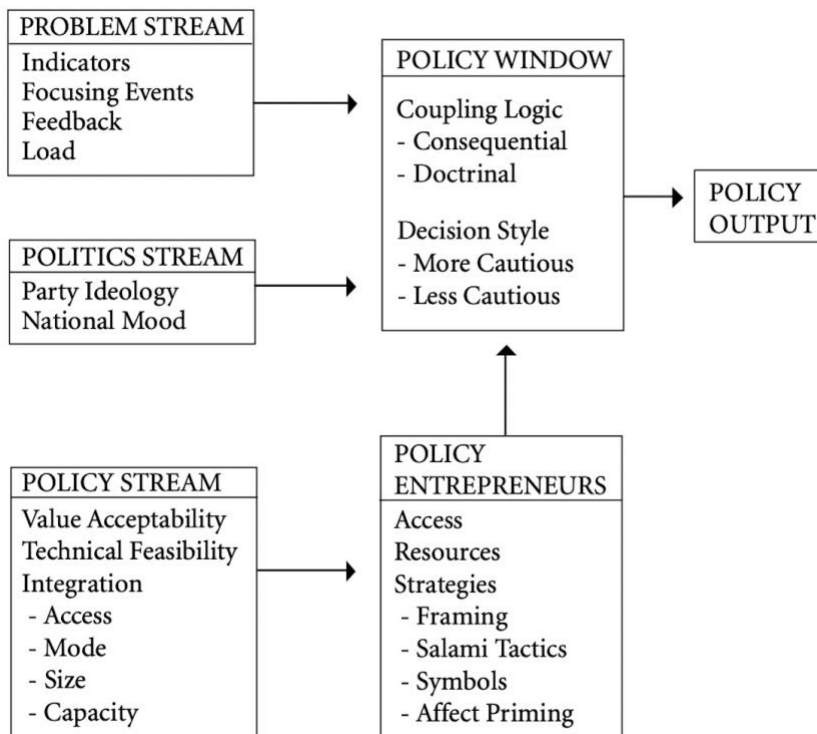 PROBLEM STREAM
Indicators
Focusing Events
Feedback
Load
POLITICS STREAM
Party Ideology
National Mood
POLICY STREAM
Value Acceptability
Technical Feasibility
Integration
- Access
- Mode
- Size
- Capacity
POLICY WINDOW
Coupling Logic
- Consequential
- Doctrinal
Decision Style
- More Cautious
- Less Cautious
POLICY
ENTREPRENEURS
Access
Resources
Strategies
- Framing
- Salami Tactics
- Symbols
- Affect Priming
POLICY
OUTPUT